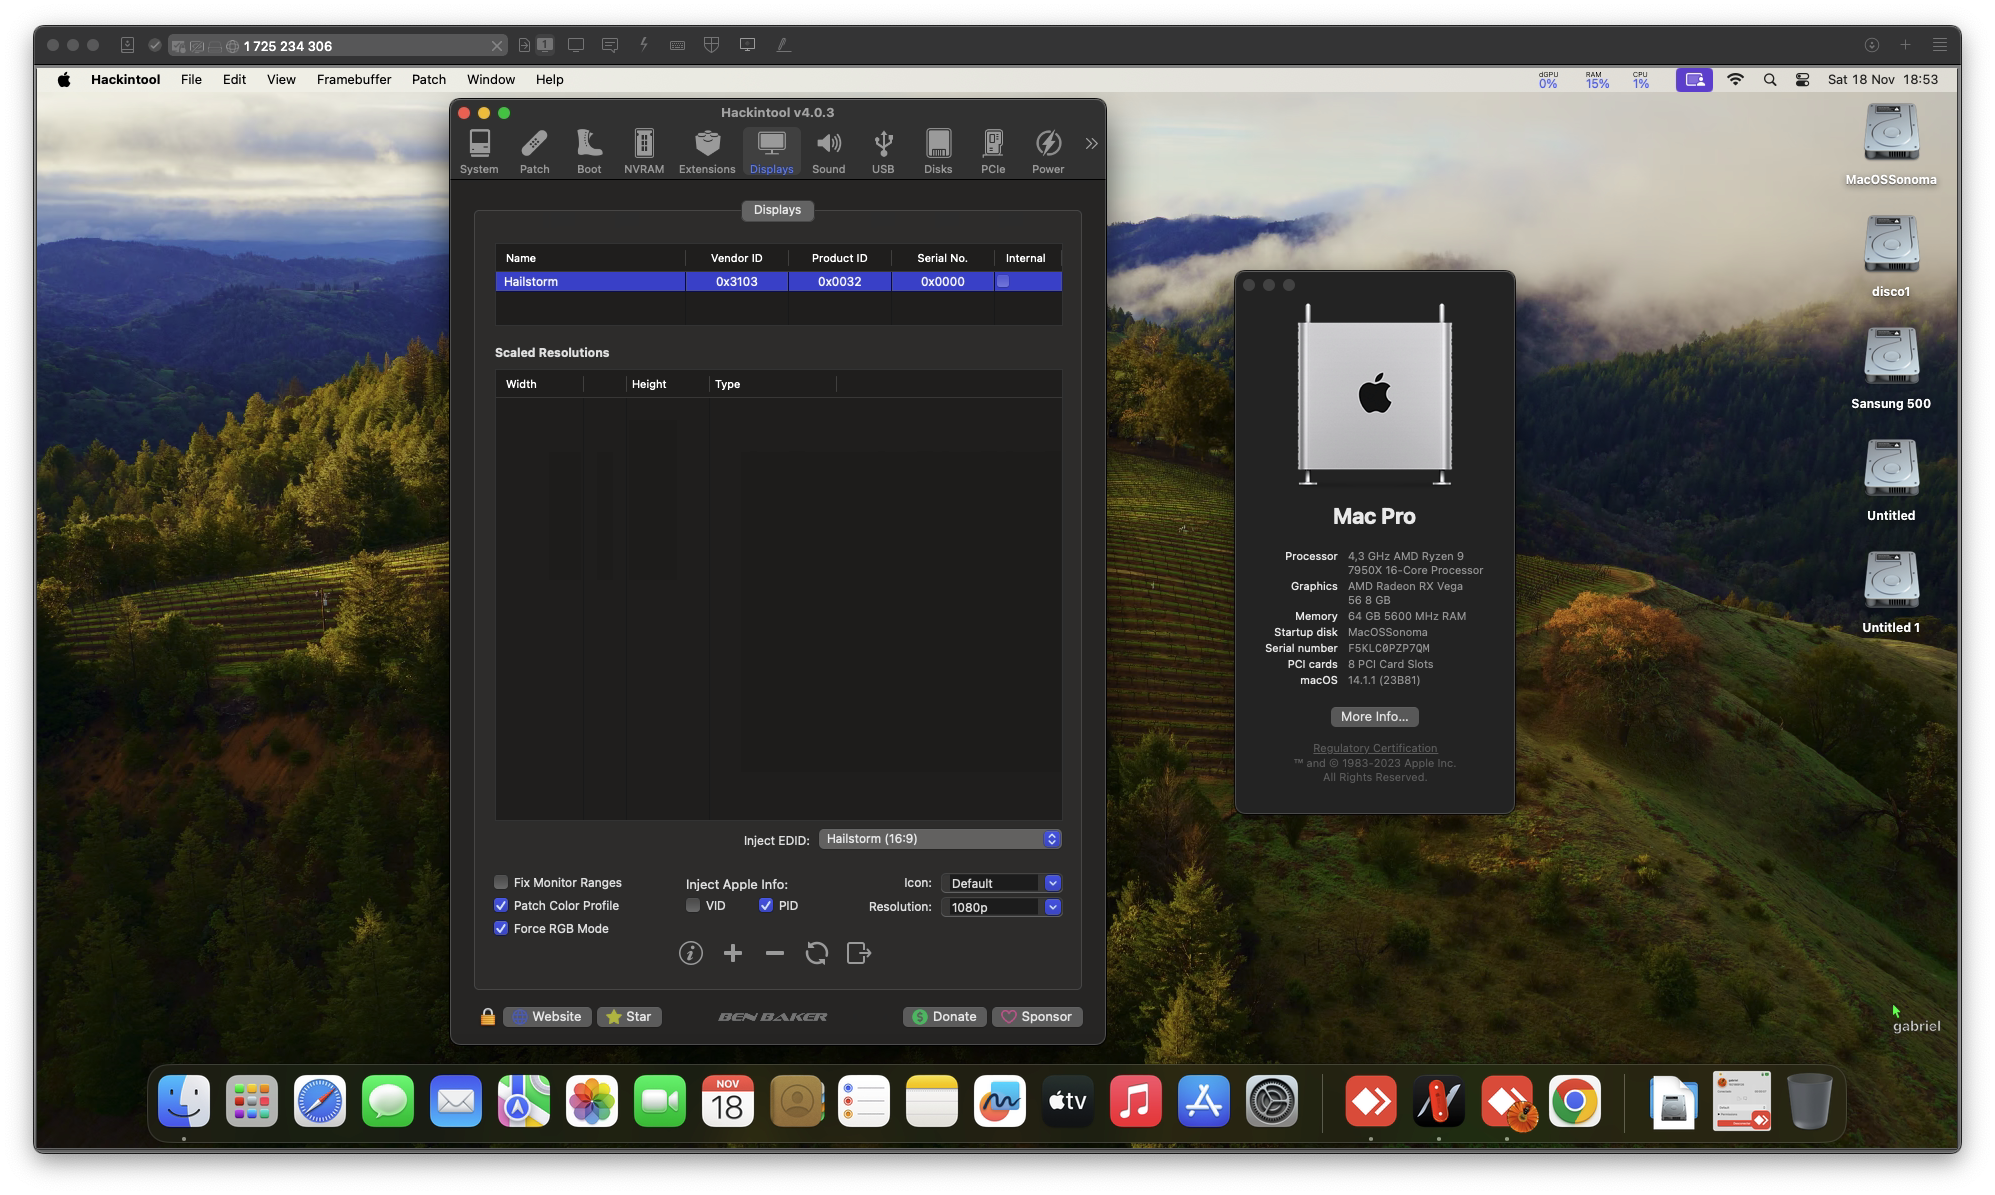 1 725 234 306
1
Hackintool File Edit View Framebuffer Patch Window Help
dGPU 0% RAM 15% CPU 1% Sat 18 Nov 18:53
Hackintool v4.0.3
System Patch Boot NVRAM Extensions Displays Sound USB Disks PCIe Power
Displays
Name Vendor ID Product ID Serial No. Internal
Hailstorm 0x3103 0x0032 0x0000
Scaled Resolutions
Width Height Type
Inject EDID: Hailstorm (16:9)
Fix Monitor Ranges Inject Apple Info: Icon: Default
Patch Color Profile VID PID Resolution: 1080p
Force RGB Mode
Website Star BEN BAKER Donate Sponsor
Mac Pro
Processor 4,3 GHz AMD Ryzen 9
7950X 16-Core Processor
Graphics AMD Radeon RX Vega
56 8 GB
Memory 64 GB 5600 MHz RAM
Startup disk MacOSSonoma
Serial number F5KLC0PZP7QM
PCI cards 8 PCI Card Slots
macOS 14.1.1 (23B81)
More Info...
Regulatory Certification
™ and © 1983-2023 Apple Inc.
All Rights Reserved.
MacOSSonoma
disco1
Sansung 500
Untitled
Untitled 1
gabriel
NOV
18
tv